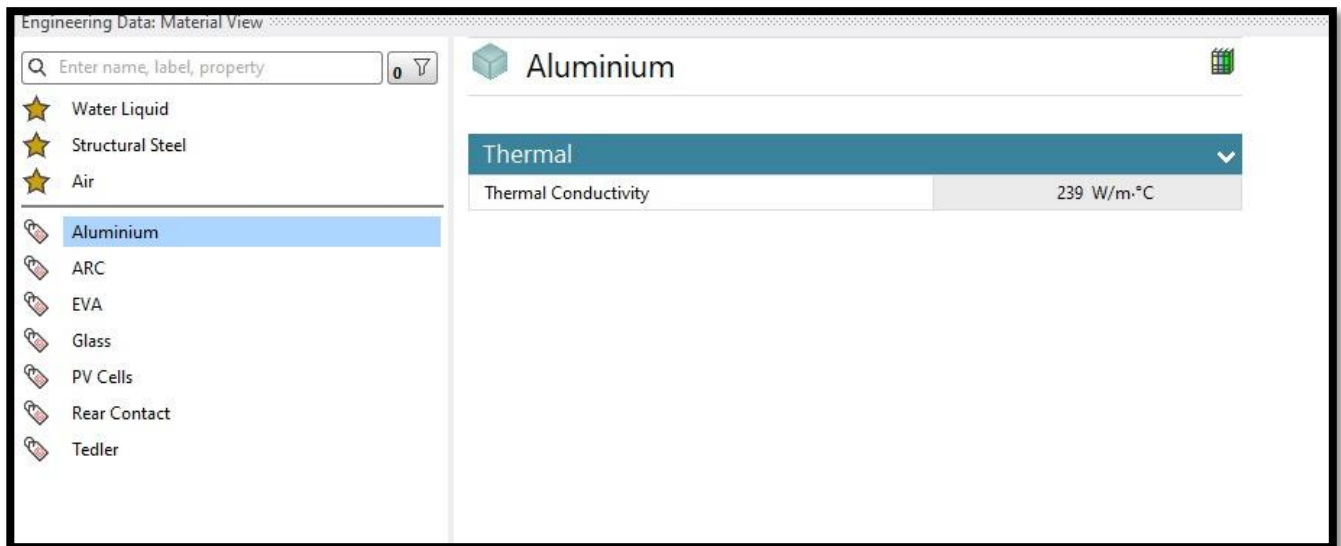 Engineering Data: Material View
Enter name, label, property
0
Water Liquid
Structural Steel
Air
Aluminium
ARC
EVA
Glass
PV Cells
Rear Contact
Tedler
Aluminium
Thermal
Thermal Conductivity 239 W/m·°C